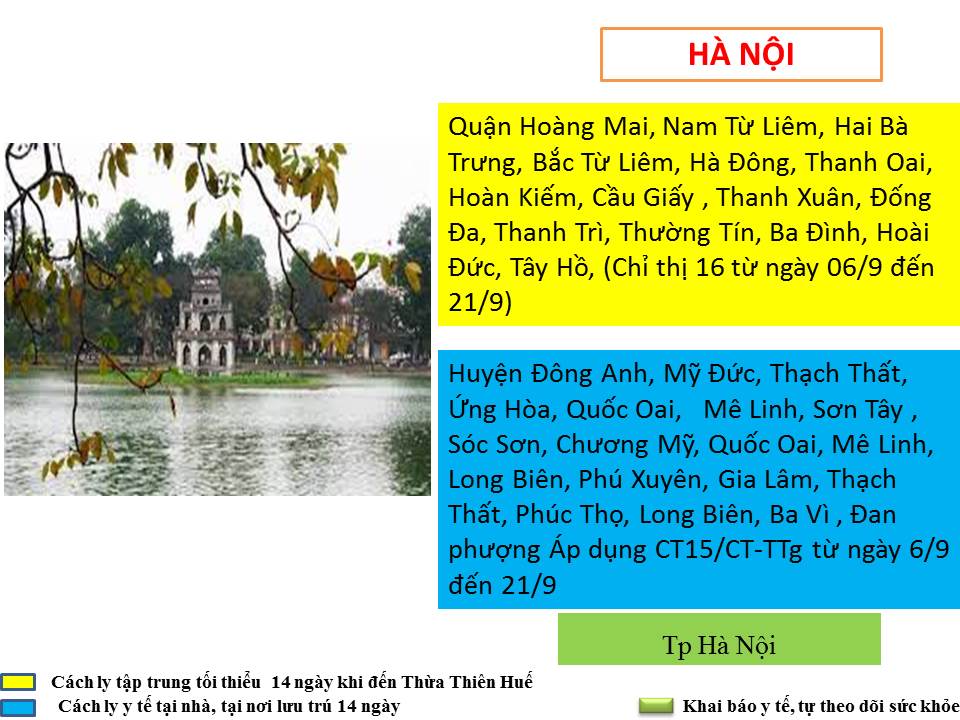 HÀ NỘI
Quận Hoàng Mai, Nam Từ Liêm, Hai Bà
Trưng, Bắc Từ Liêm, Hà Đông, Thanh Oai,
Hoàn Kiếm, Cầu Giấy , Thanh Xuân, Đống
Đa, Thanh Trì, Thường Tín, Ba Đình, Hoài
Đức, Tây Hồ, (Chỉ thị 16 từ ngày 06/9 đến
21/9)
Huyện Đông Anh, Mỹ Đức, Thạch Thất,
Ứng Hòa, Quốc Oai, Mê Linh, Sơn Tây ,
Sóc Sơn, Chương Mỹ, Quốc Oai, Mê Linh,
Long Biên, Phú Xuyên, Gia Lâm, Thạch
Thất, Phúc Thọ, Long Biên, Ba Vì , Đan
phượng Áp dụng CT15/CT-TTg từ ngày 6/9
đến 21/9
Tp Hà Nội
Cách ly tập trung tối thiểu 14 ngày khi đến Thừa Thiên Huế
Cách ly y tế tại nhà, tại nơi lưu trú 14 ngày
Khai báo y tế, tự theo dõi sức khỏe